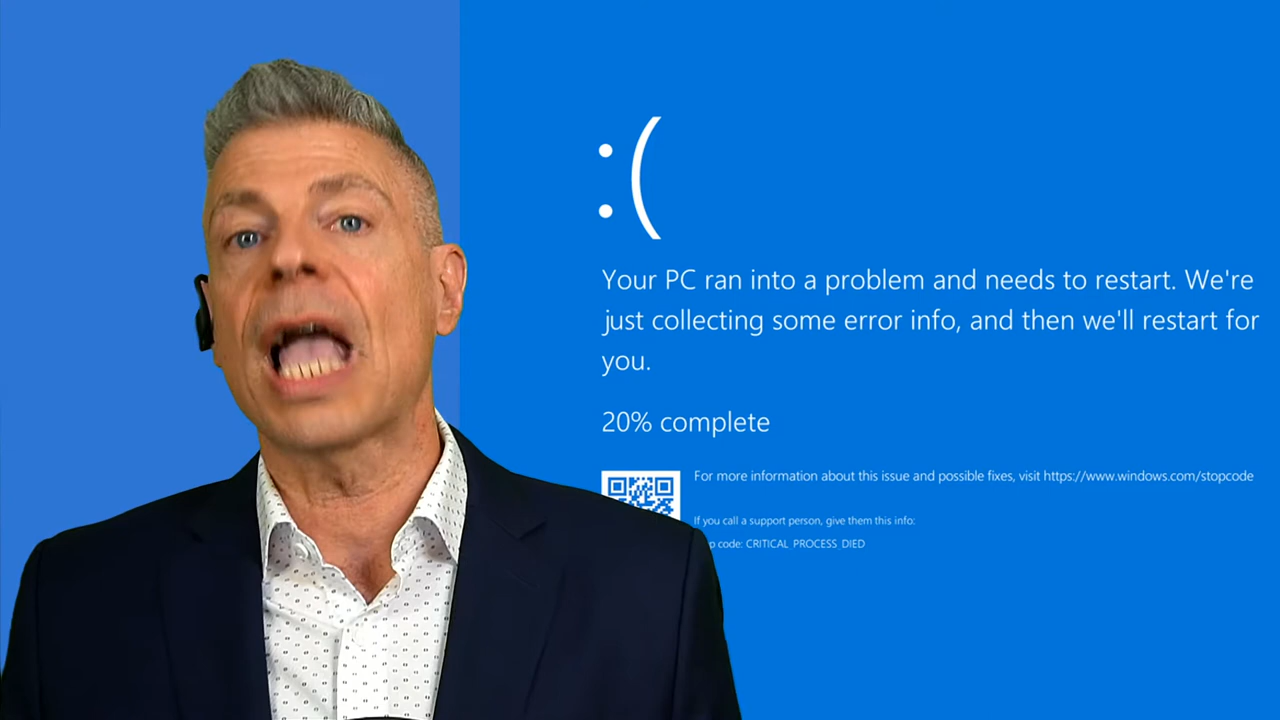 :(
Your PC ran into a problem and needs to restart. We're
just collecting some error info, and then we'll restart for
you.
20% complete
For more information about this issue and possible fixes, visit https://www.windows.com/stopcode
If you call a support person, give them this info:
code: CRITICAL_PROCESS_DIED